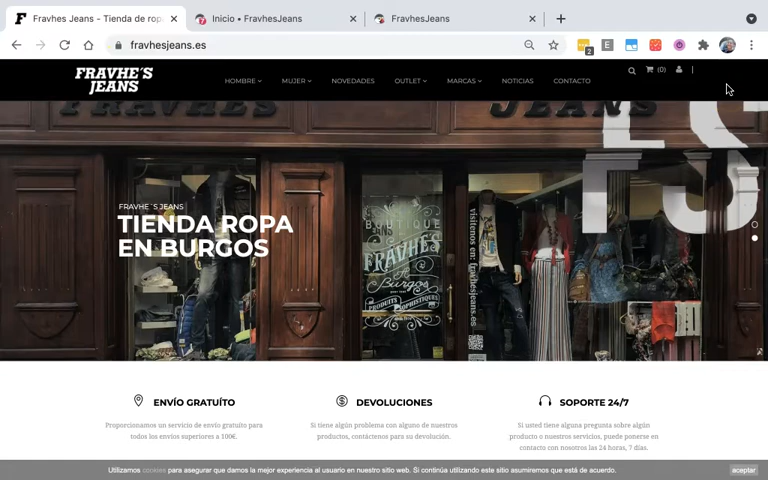 Fravhes Jeans - Tienda de rop
Inicio • FravhesJeans
FravhesJeans
fravhesjeans.es
2
FRAVHE´S
JEANS
HOMBRE
MUJER
NOVEDADES
OUTLET
MARCAS
NOTICIAS
CONTACTO
(0)
FRAVHE´S JEANS
TIENDA ROPA
EN BURGOS
BOUTIQUE
FRAVHES
Burgos
PRODUITS SOPHISTIQUES
visítenos en: fravhesjeans.es
ENVÍO GRATUÍTO
Proporcionamos un servicio de envío gratuito para
todos los envíos superiores a 100€.
DEVOLUCIONES
Si tiene algún problema con alguno de nuestros
productos, contáctenos para su devolución.
SOPORTE 24/7
Si usted tiene alguna pregunta sobre algún
producto o nuestros servicios, puede ponerse en
contacto con nosotros las 24 horas, 7 días.
Utilizamos cookies para asegurar que damos la mejor experiencia al usuario en nuestro sitio web. Si continúa utilizando este sitio asumiremos que está de acuerdo.
aceptar